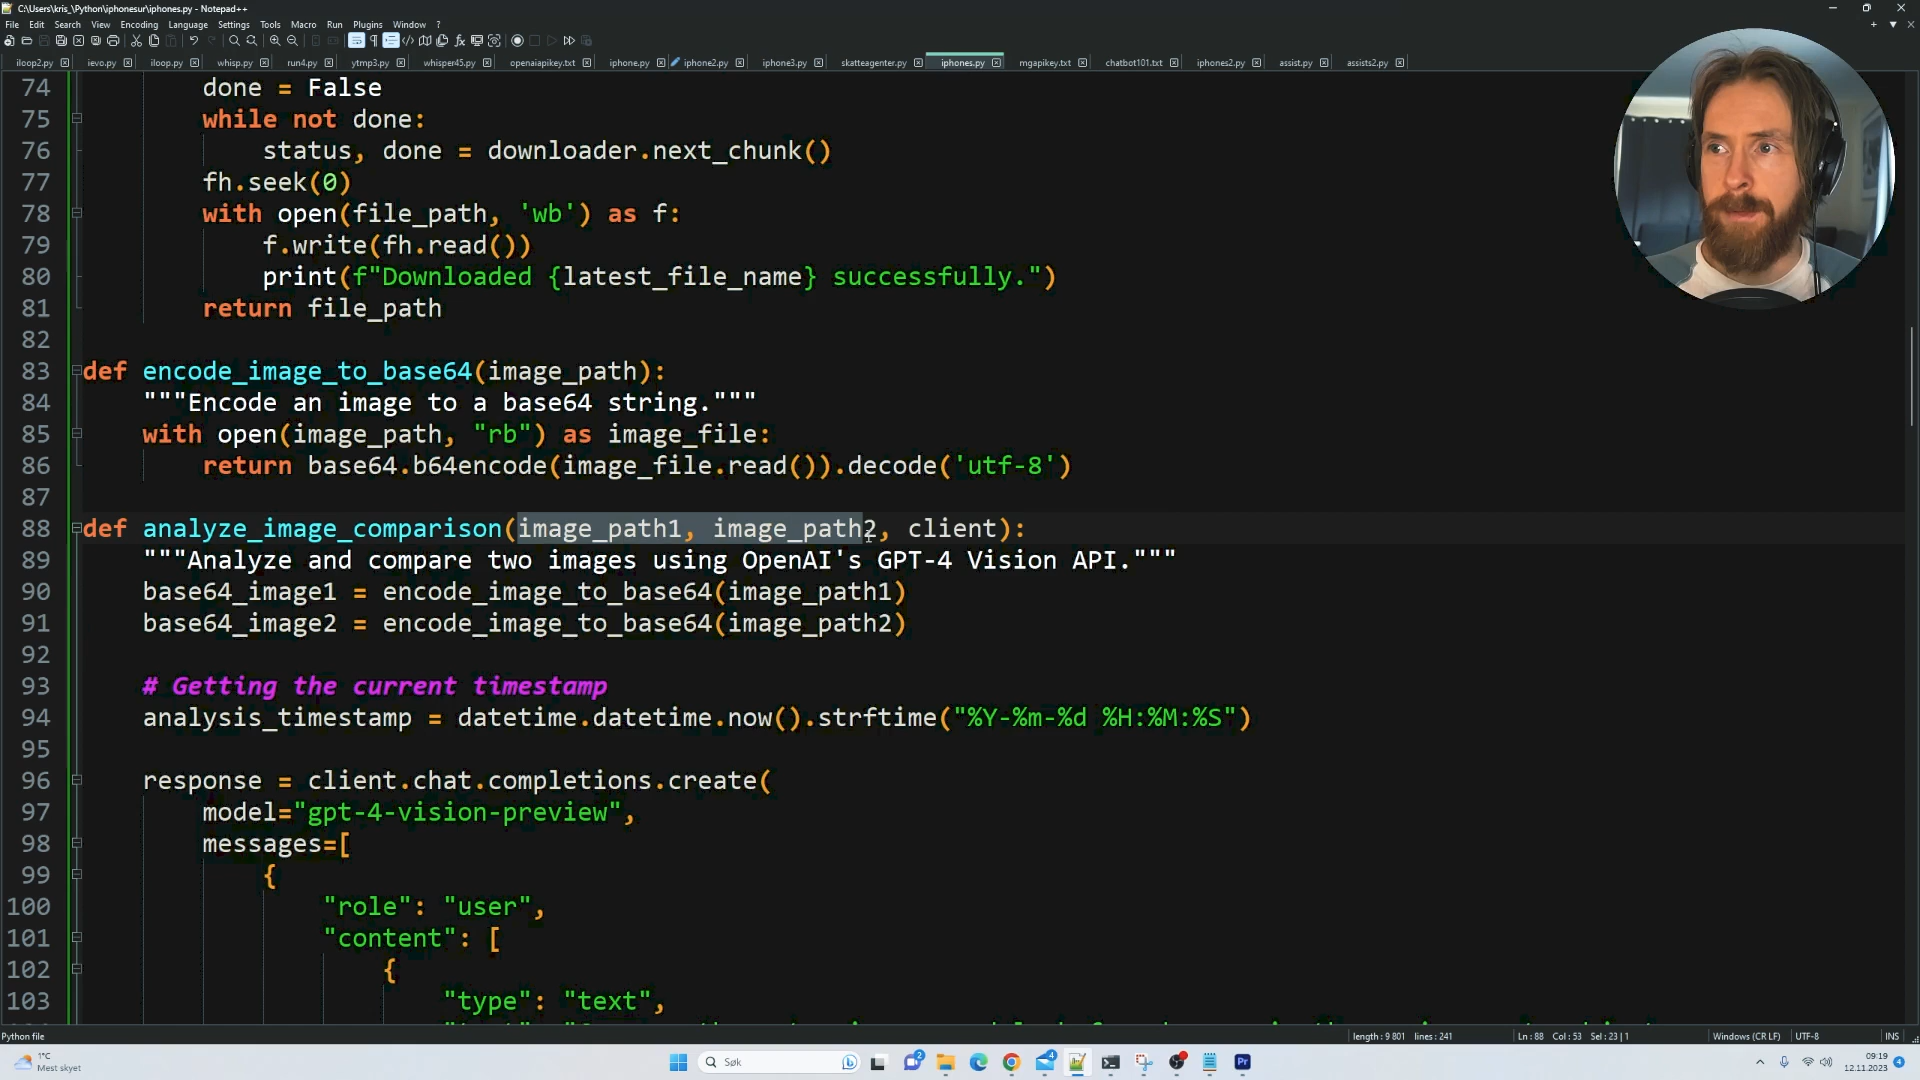 C:\Users\kris_\Python\iphonesur\iphones.py - Notepad++
File Edit Search View Encoding Language Settings Tools Macro Run Plugins Window ?
iloop2.py ievo.py iloop.py whisp.py run4.py ytmp3.py whisper45.py openaiapikey.txt iphone.py iphone2.py iphone3.py skatteagenter.py iphones.py mgapikey.txt chatbot101.txt iphones2.py assist.py assists2.py
74 done = False
75 while not done:
76 status, done = downloader.next_chunk()
77 fh.seek(0)
78 with open(file_path, 'wb') as f:
79 f.write(fh.read())
80 print(f"Downloaded {latest_file_name} successfully.")
81 return file_path
82
83 def encode_image_to_base64(image_path):
84 """Encode an image to a base64 string."""
85 with open(image_path, "rb") as image_file:
86 return base64.b64encode(image_file.read()).decode('utf-8')
87
88 def analyze_image_comparison(image_path1, image_path2, client):
89 """Analyze and compare two images using OpenAI's GPT-4 Vision API."""
90 base64_image1 = encode_image_to_base64(image_path1)
91 base64_image2 = encode_image_to_base64(image_path2)
92
93 # Getting the current timestamp
94 analysis_timestamp = datetime.datetime.now().strftime("%Y-%m-%d %H:%M:%S")
95
96 response = client.chat.completions.create(
97 model="gpt-4-vision-preview",
98 messages=[
99 {
100 "role": "user",
101 "content": [
102 {
103 "type": "text",
Python file length : 9 801 lines : 241 Ln : 88 Col : 53 Sel : 23 | 1 Windows (CR LF) UTF-8 INS
1°C
Mest skyet
Søk
09:19
12.11.2023